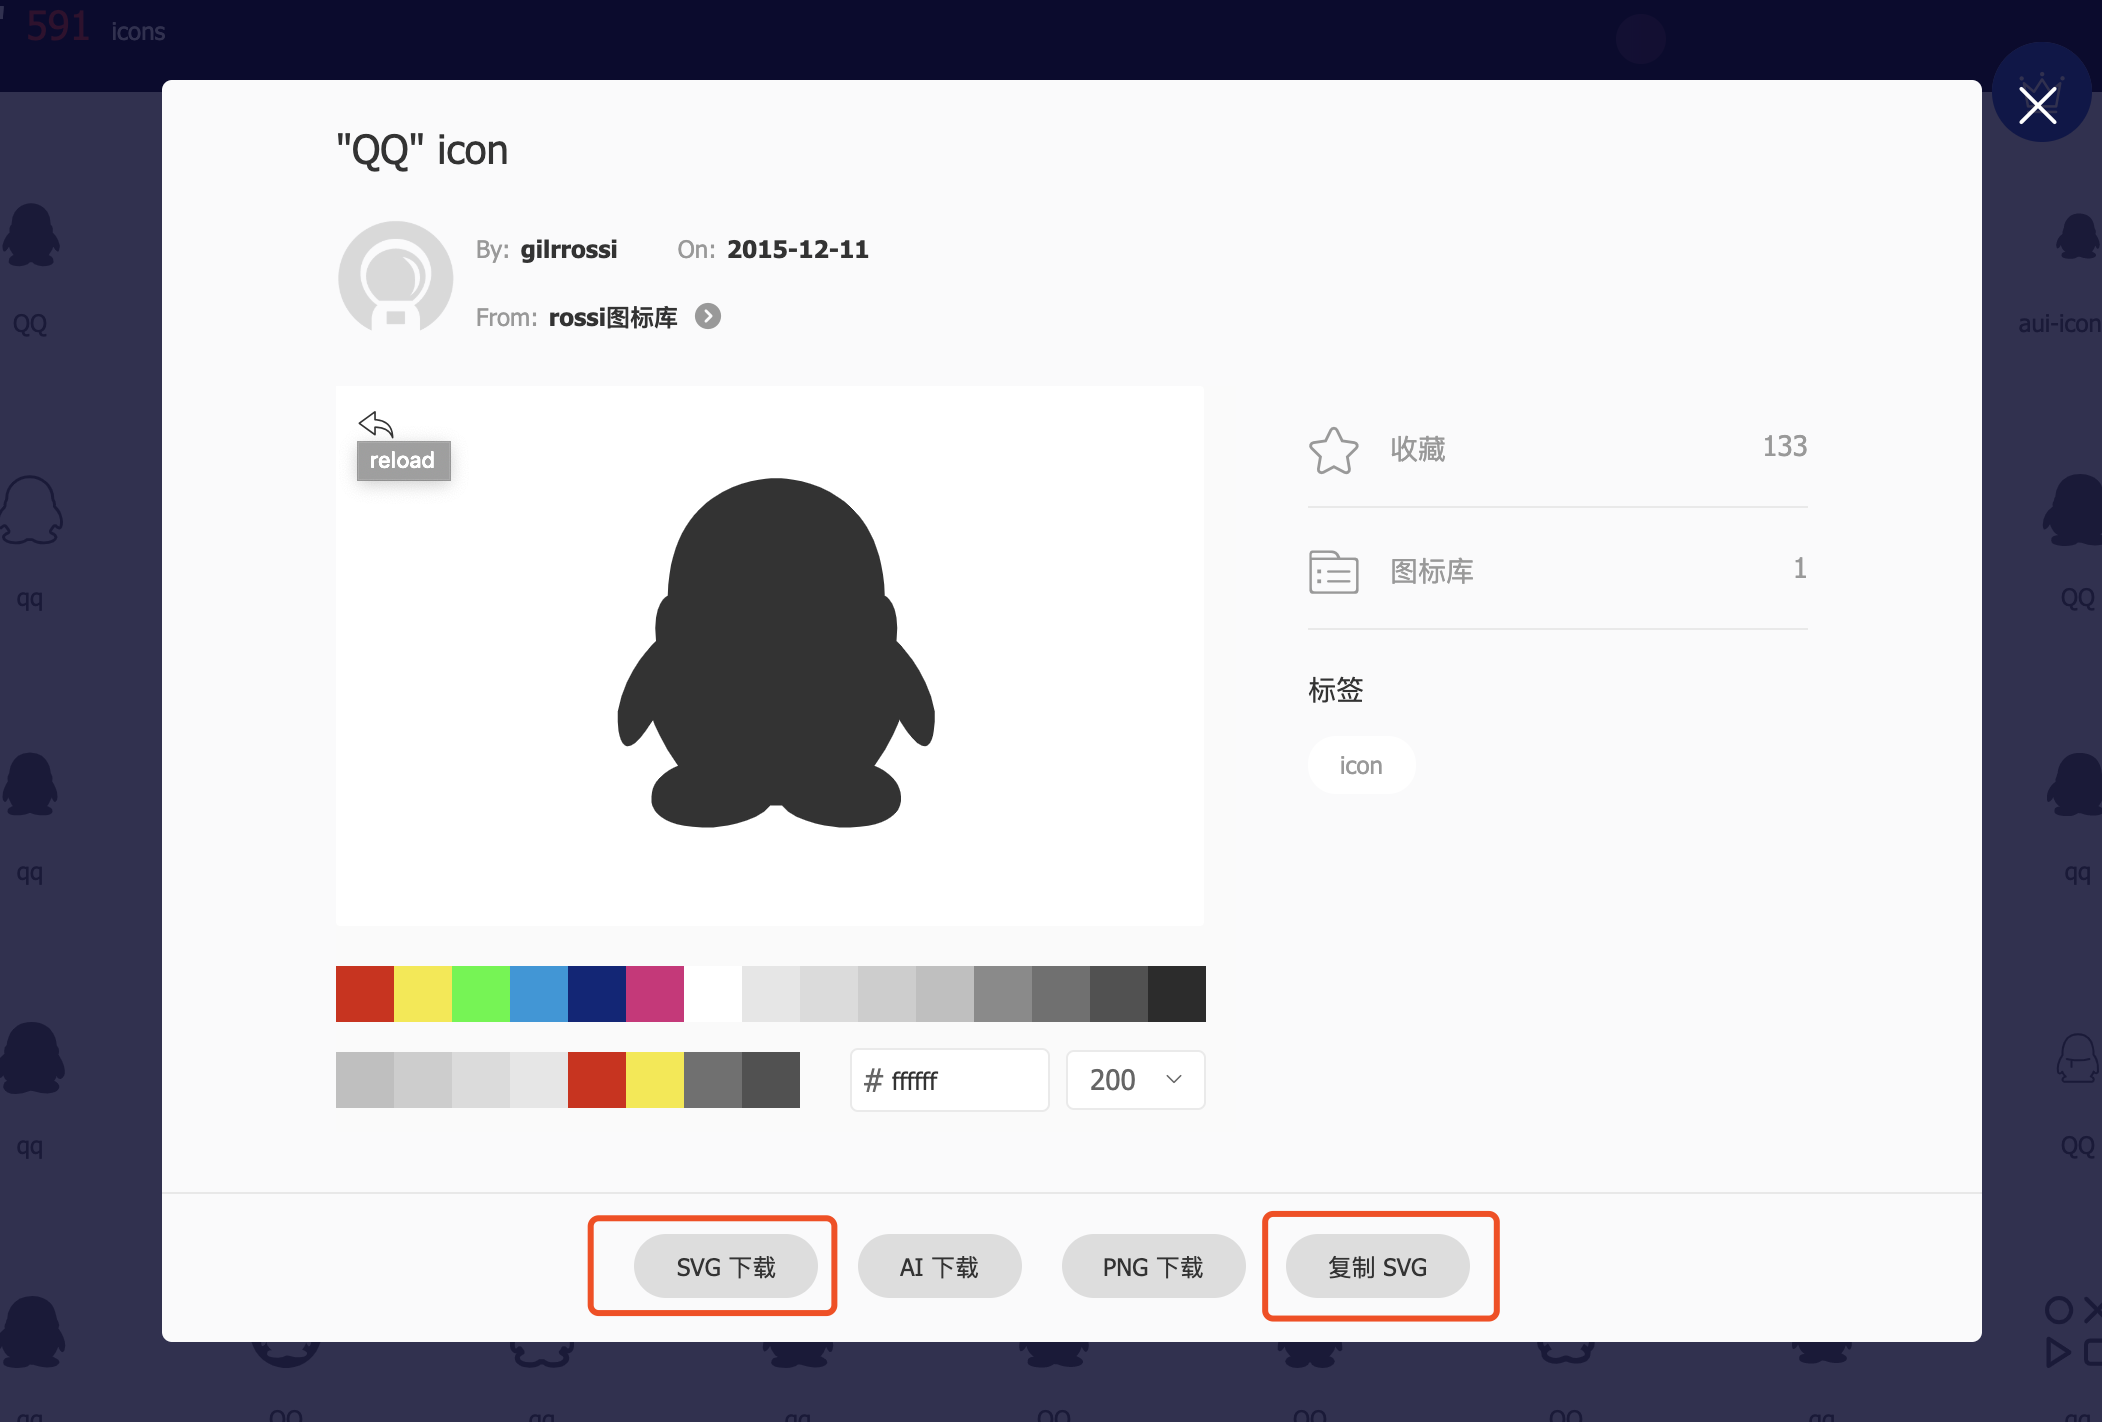 591 icons
"QQ" icon
By: gilrrossi On: 2015-12-11
From: rossi图标库
reload
收藏 133
图标库 1
标签
icon
# ffffff
200
SVG 下载
AI 下载
PNG 下载
复制 SVG
QQ
aui-icon
qq
QQ
qq
qq
qq
QQ